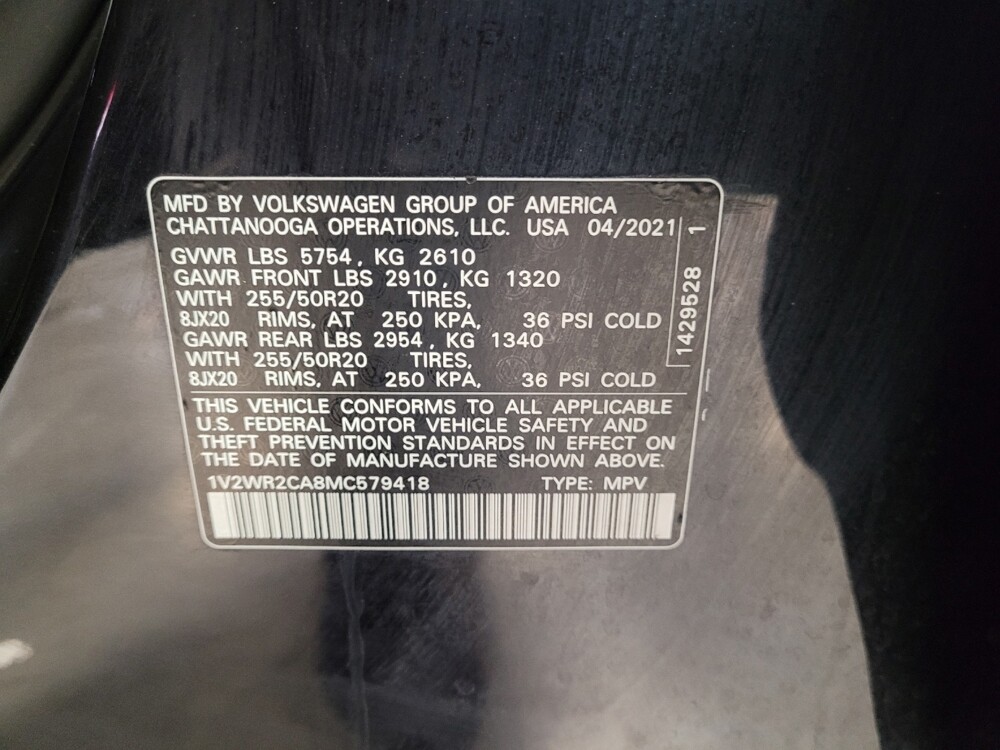 MFD BY VOLKSWAGEN GROUP OF AMERICA
CHATTANOOGA OPERATIONS, LLC. USA 04/2021
GVWR LBS 5754, KG 2610
GAWR FRONT LBS 2910, KG 1320
WITH 255/50R20 TIRES,
8JX20 RIMS, AT 250 KPA, 36 PSI COLD
GAWR REAR LBS 2954, KG 1340
WITH 255/50R20 TIRES,
8JX20 RIMS, AT 250 KPA, 36 PSI COLD
1429528 1
THIS VEHICLE CONFORMS TO ALL APPLICABLE
U.S. FEDERAL MOTOR VEHICLE SAFETY AND
THEFT PREVENTION STANDARDS IN EFFECT ON
THE DATE OF MANUFACTURE SHOWN ABOVE.
1V2WR2CA8MC579418 TYPE: MPV